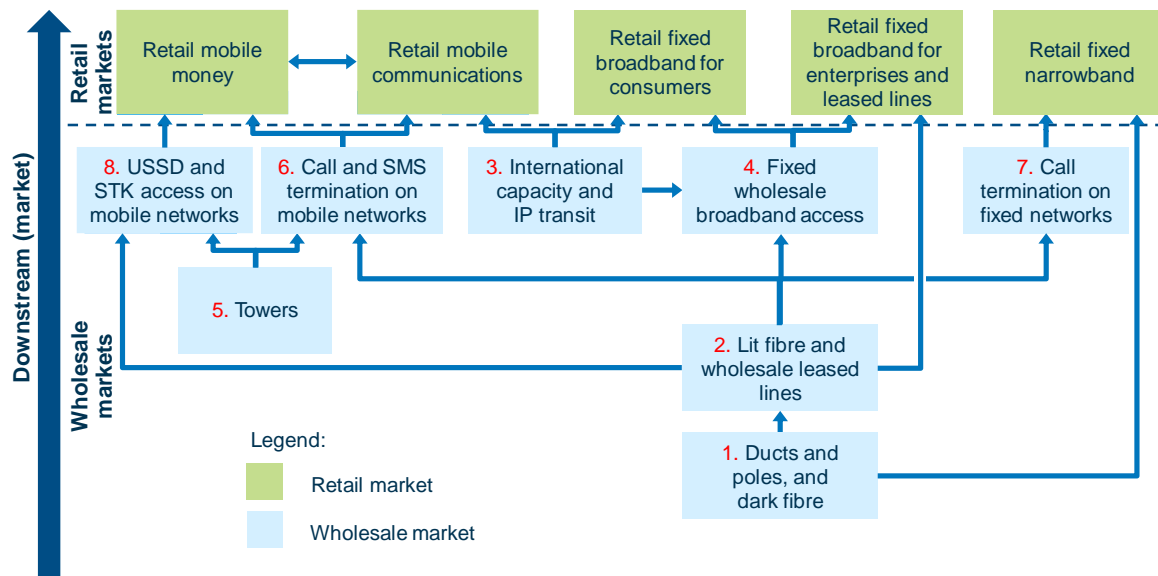 Downstream (market)
Retail
markets
Wholesale
markets
Retail mobile
money
Retail mobile
communications
Retail fixed
broadband for
consumers
Retail fixed
broadband for
enterprises and
leased lines
Retail fixed
narrowband
8. USSD and
STK access on
mobile networks
6. Call and SMS
termination on
mobile networks
3. International
capacity and
IP transit
4. Fixed
wholesale
broadband access
7. Call
termination on
fixed networks
5. Towers
2. Lit fibre and
wholesale leased
lines
1. Ducts and
poles, and
dark fibre
Legend:
Retail market
Wholesale market